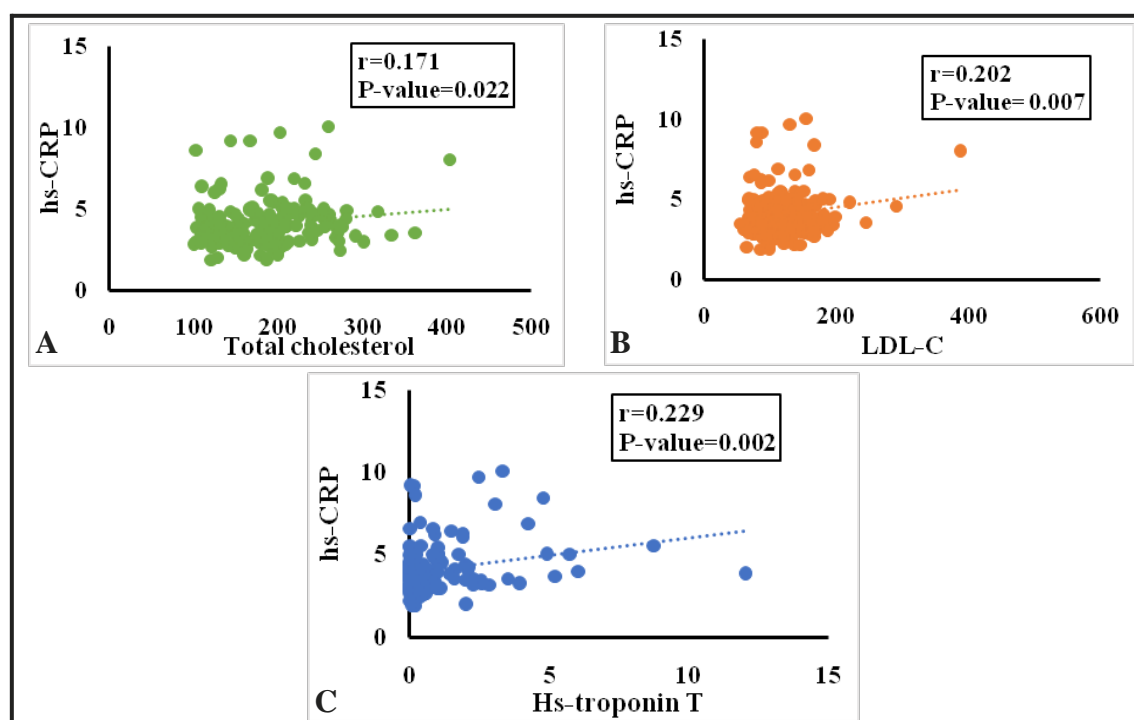 15
10
5
0
hs-CRP
r=0.171
P-value=0.022
0 100 200 300 400 500
Total cholesterol
A
15
10
5
0
hs-CRP
r=0.202
P-value= 0.007
0 200 400 600
LDL-C
B
15
10
5
0
hs-CRP
r=0.229
P-value=0.002
0 5 10 15
Hs-troponin T
C